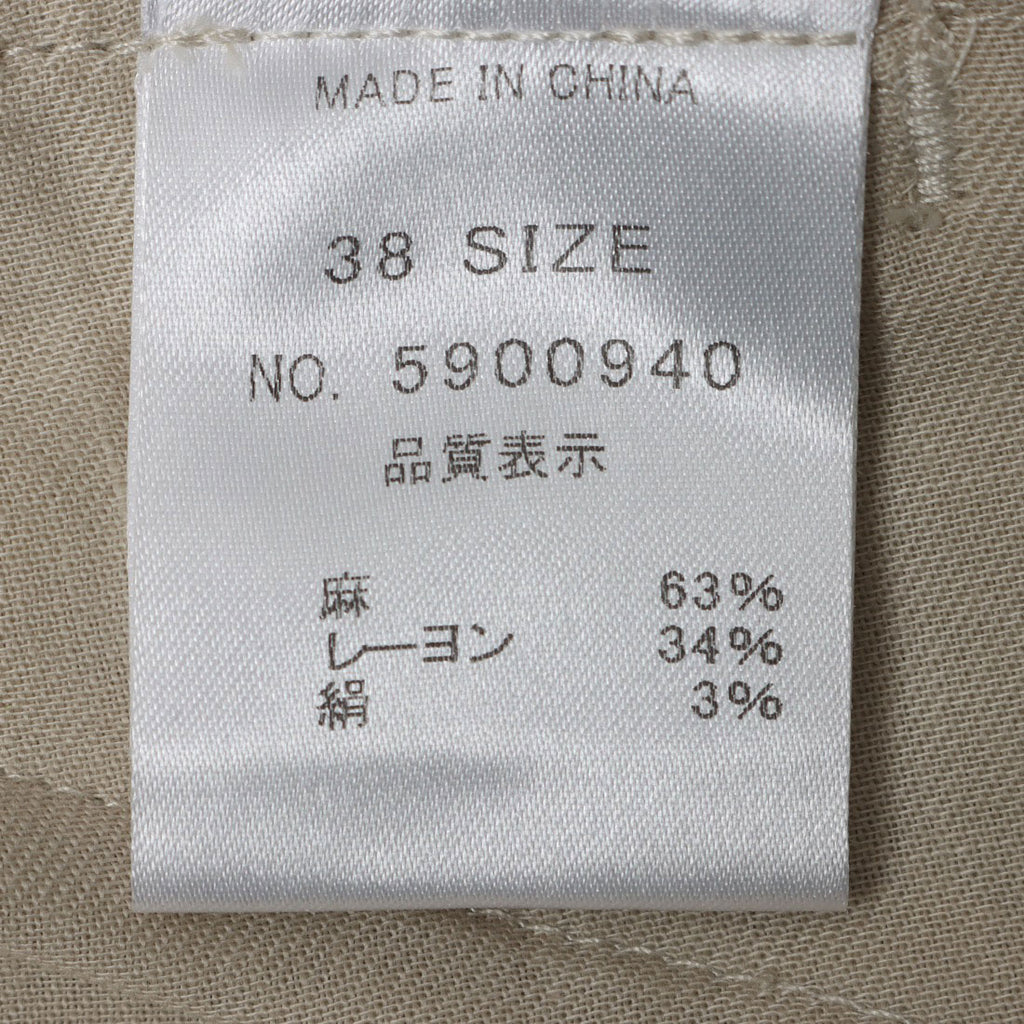 MADE IN CHINA
38 SIZE
NO. 5900940
品質表示
麻 63%
レーヨン 34%
絹 3%